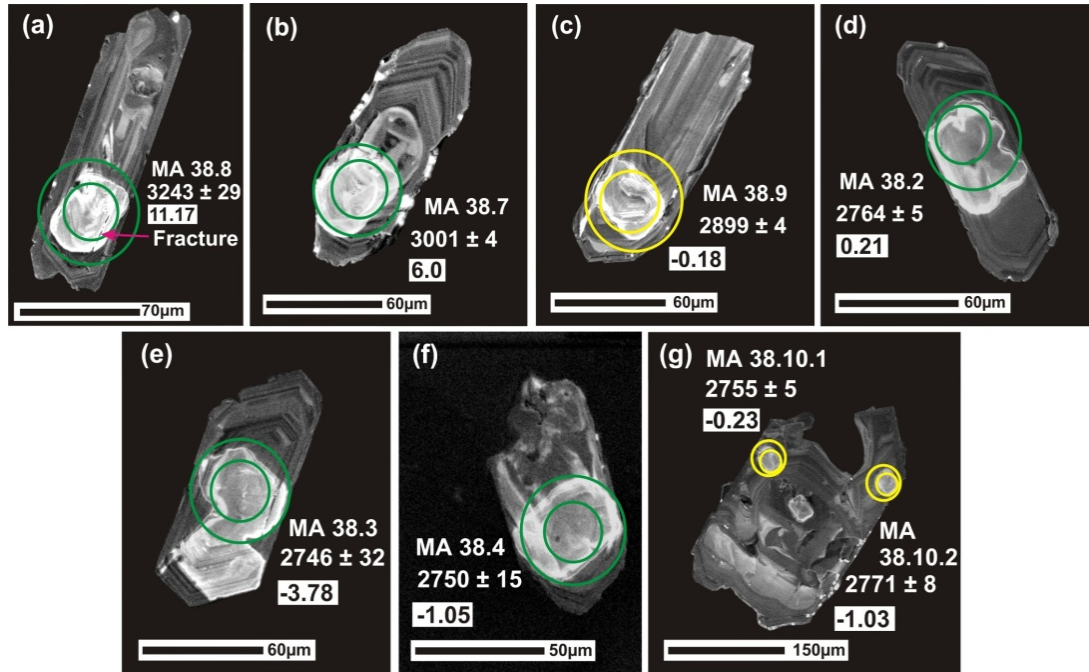 (a)
MA 38.8
3243 ± 29
11.17
Fracture
70µm
(b)
MA 38.7
3001 ± 4
6.0
60µm
(c)
MA 38.9
2899 ± 4
-0.18
60µm
(d)
MA 38.2
2764 ± 5
0.21
60µm
(e)
MA 38.3
2746 ± 32
-3.78
60µm
(f)
MA 38.4
2750 ± 15
-1.05
50µm
(g)
MA 38.10.1
2755 ± 5
-0.23
MA
38.10.2
2771 ± 8
-1.03
150µm